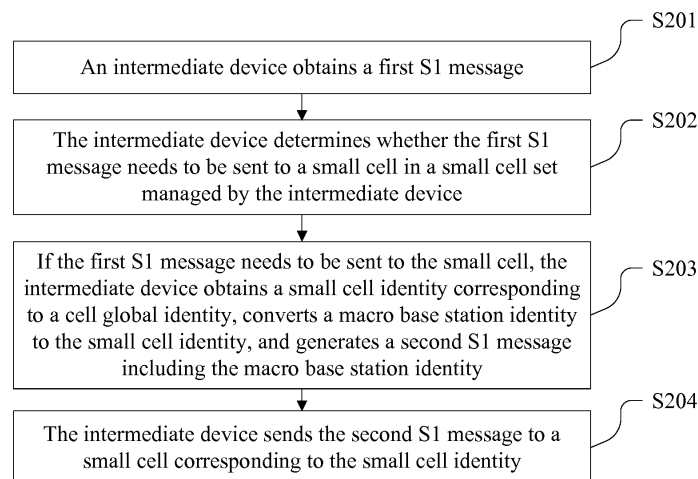 S201
An intermediate device obtains a first S1 message
S202
The intermediate device determines whether the first S1
message needs to be sent to a small cell in a small cell set
managed by the intermediate device
S203
If the first S1 message needs to be sent to the small cell, the
intermediate device obtains a small cell identity corresponding
to a cell global identity, converts a macro base station identity
to the small cell identity, and generates a second S1 message
including the macro base station identity
S204
The intermediate device sends the second S1 message to a
small cell corresponding to the small cell identity